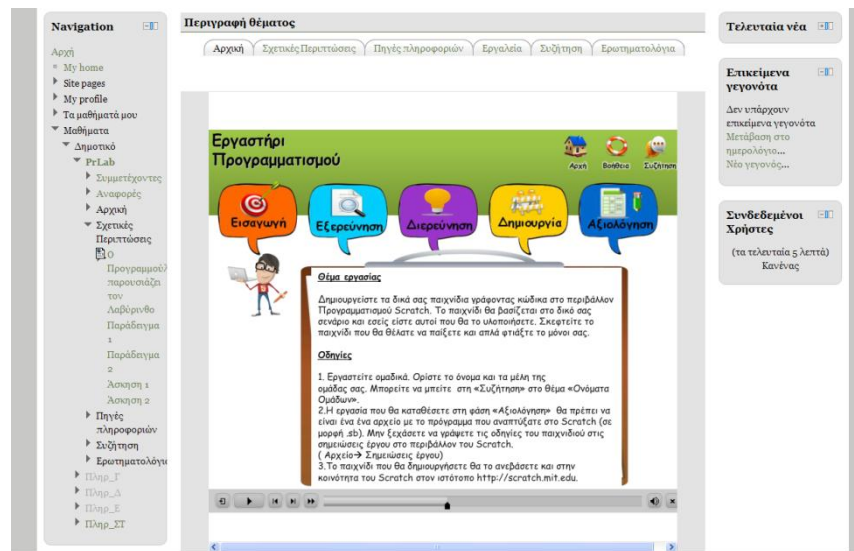 Navigation
Αρχή
My home
Site pages
My profile
Τα μαθήματά μου
Μαθήματα
Δημοτικό
PrLab
Συμμετέχοντες
Αναφορές
Αρχική
Σχετικές
Περιπτώσεις
Ο
Προγραμμούλ
παρουσιάζει
τον
Λαβύρινθο
Παράδειγμα
1
Παράδειγμα
2
Άσκηση 1
Άσκηση 2
Πηγές
πληροφοριών
Συζήτηση
Ερωτηματολόγια
Πληρ_Γ
Πληρ_Δ
Πληρ_Ε
Πληρ_ΣΤ
Περιγραφή θέματος
Αρχική Σχετικές Περιπτώσεις Πηγές πληροφοριών Εργαλεία Συζήτηση Ερωτηματολόγια
Εργαστήρι
Προγραμματισμού
Αρχή Βοήθεια Συζήτηση
Εισαγωγή Εξερεύνηση Διερεύνηση Δημιουργία Αξιολόγηση
Θέμα εργασίας
Δημιουργείστε τα δικά σας παιχνίδια γράφοντας κώδικα στο περιβάλλον
Προγραμματισμού Scratch. Το παιχνίδι θα βασίζεται στο δικό σας
σενάριο και εσείς είστε αυτοί που θα το υλοποιήσετε. Σκεφτείτε το
παιχνίδι που θα θέλατε να παίξετε και απλά φτιάξτε το μόνοι σας.
Οδηγίες
1. Εργαστείτε ομαδικά. Ορίστε το όνομα και τα μέλη της
ομάδας σας. Μπορείτε να μπείτε στη «Συζήτηση» στο θέμα «Ονόματα
Ομάδων».
2.Η εργασία που θα καταθέσετε στη φάση «Αξιολόγηση» θα πρέπει να
είναι ένα ένα αρχείο με το πρόγραμμα που αναπτύξατε στο Scratch (σε
μορφή .sb). Μην ξεχάσετε να γράψετε τις οδηγίες του παιχνιδιού στις
σημειώσεις έργου στο περιβάλλον του Scratch.
( Αρχείο→ Σημειώσεις έργου)
3.Το παιχνίδι που θα δημιουργήσετε θα το ανεβάσετε και στην
κοινότητα του Scratch στον ιστότοπο http://scratch.mit.edu.
Τελευταία νέα
Επικείμενα
γεγονότα
Δεν υπάρχουν
επικείμενα γεγονότα
Μετάβαση στο
ημερολόγιο...
Νέο γεγονός...
Συνδεδεμένοι
Χρήστες
(τα τελευταία 5 λεπτά)
Κανένας